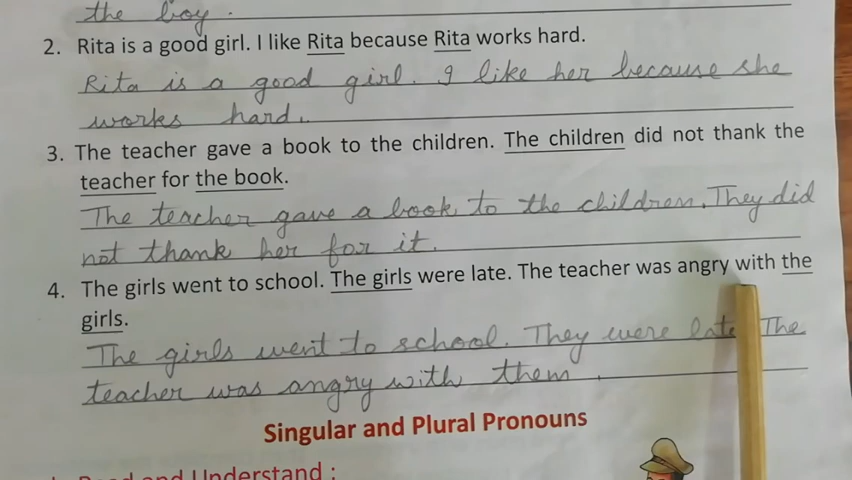 the boy.
2. Rita is a good girl. I like Rita because Rita works hard.
Rita is a good girl. I like her because she
works hard.
3. The teacher gave a book to the children. The children did not thank the
teacher for the book.
The teacher gave a book to the children. They did
not thank her for it.
4. The girls went to school. The girls were late. The teacher was angry with the
girls.
The girls went to school. They were late The
teacher was angry with them.
Singular and Plural Pronouns
Read and Understand :